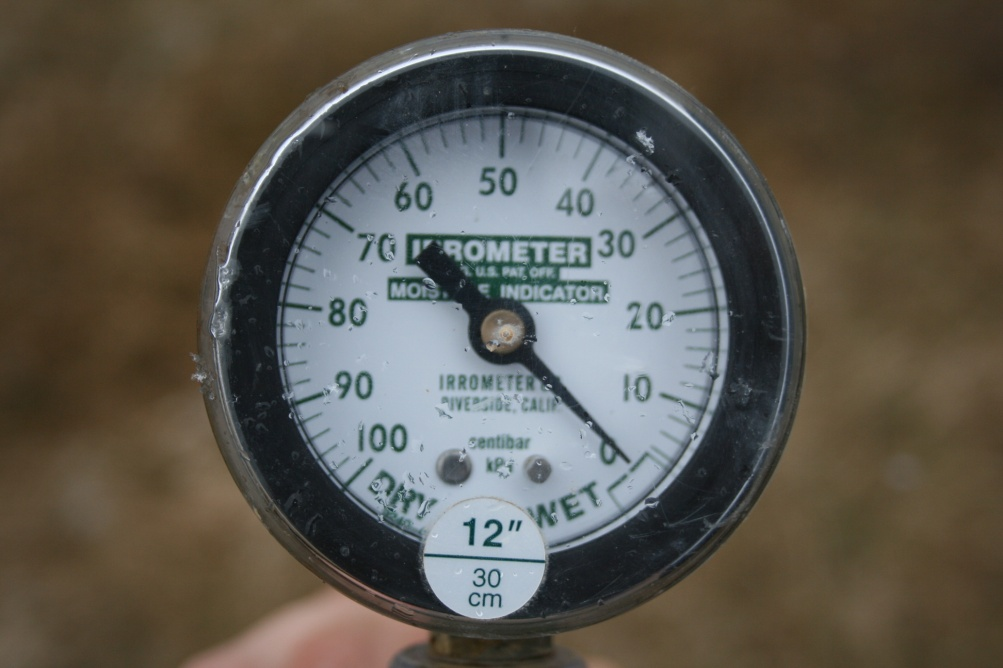 50
60 40
70 IRROMETER 30
U.S. PAT. OFF.
MOISTURE INDICATOR
80 20
IRROMETER
90 10
RIVERSIDE, CALIF.
100 centibar 0
kPa
DRY WET
12"
30
cm